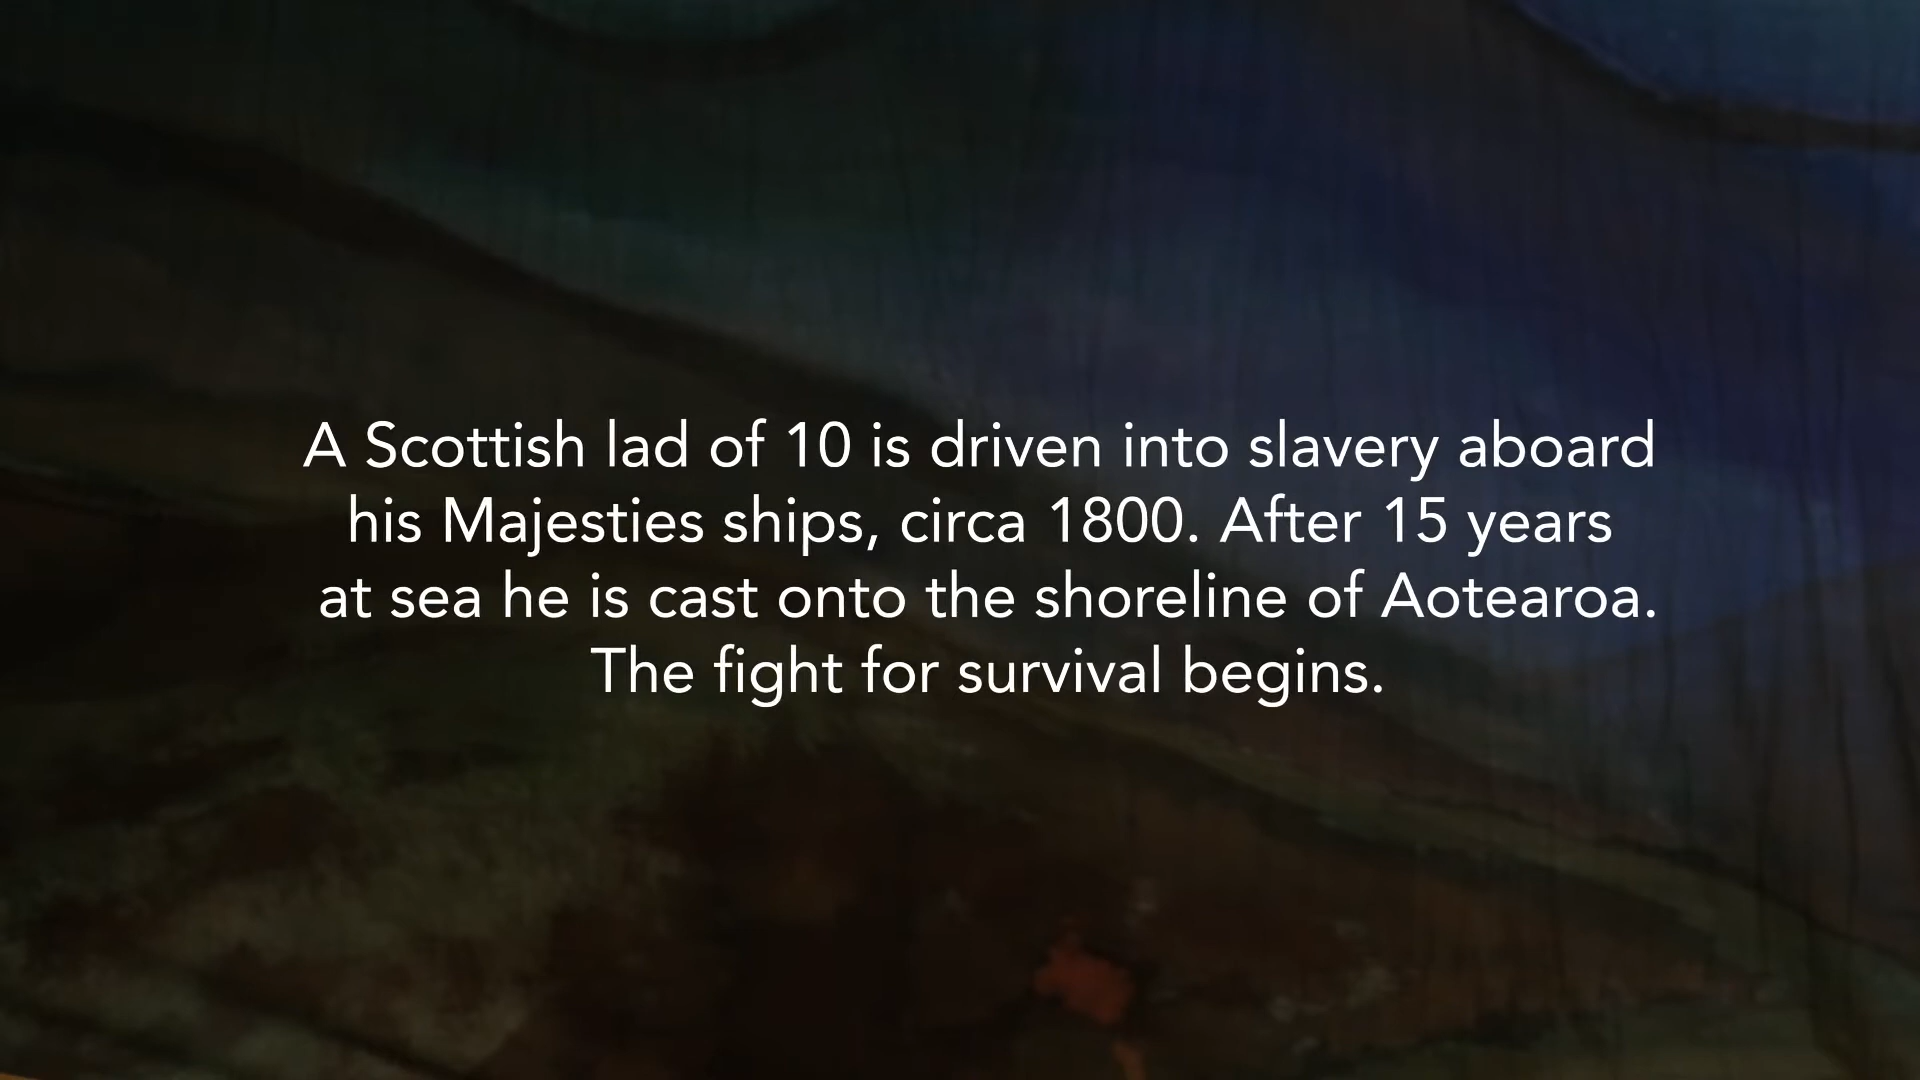 A Scottish lad of 10 is driven into slavery aboard
his Majesties ships, circa 1800. After 15 years
at sea he is cast onto the shoreline of Aotearoa.
The fight for survival begins.